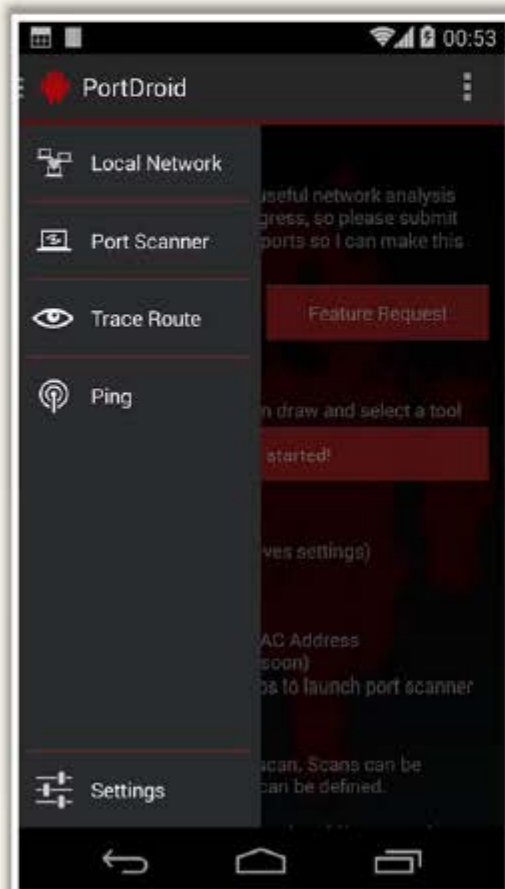 00:53
PortDroid
Local Network
Port Scanner
Trace Route
Ping
Settings
useful network analysis
gress, so please submit
ports so I can make this
Feature Request
n draw and select a tool
started!
ves settings)
AC Address
soon)
os to launch port scanner
scan. Scans can be
can be defined.